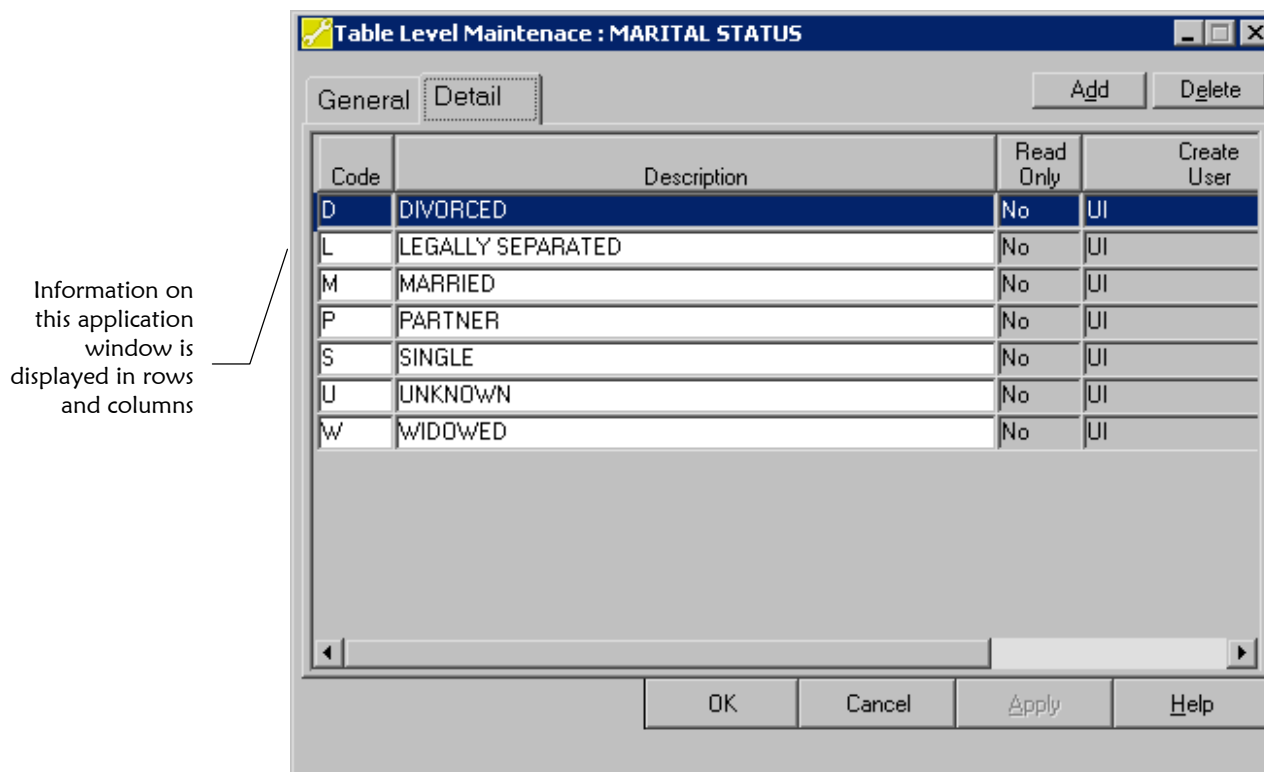 Table Level Maintenace : MARITAL STATUS
General Detail Add Delete
Code Description Read Only Create User
D DIVORCED No UI
L LEGALLY SEPARATED No UI
M MARRIED No UI
P PARTNER No UI
S SINGLE No UI
U UNKNOWN No UI
W WIDOWED No UI
OK Cancel Apply Help
Information on
this application
window is
displayed in rows
and columns